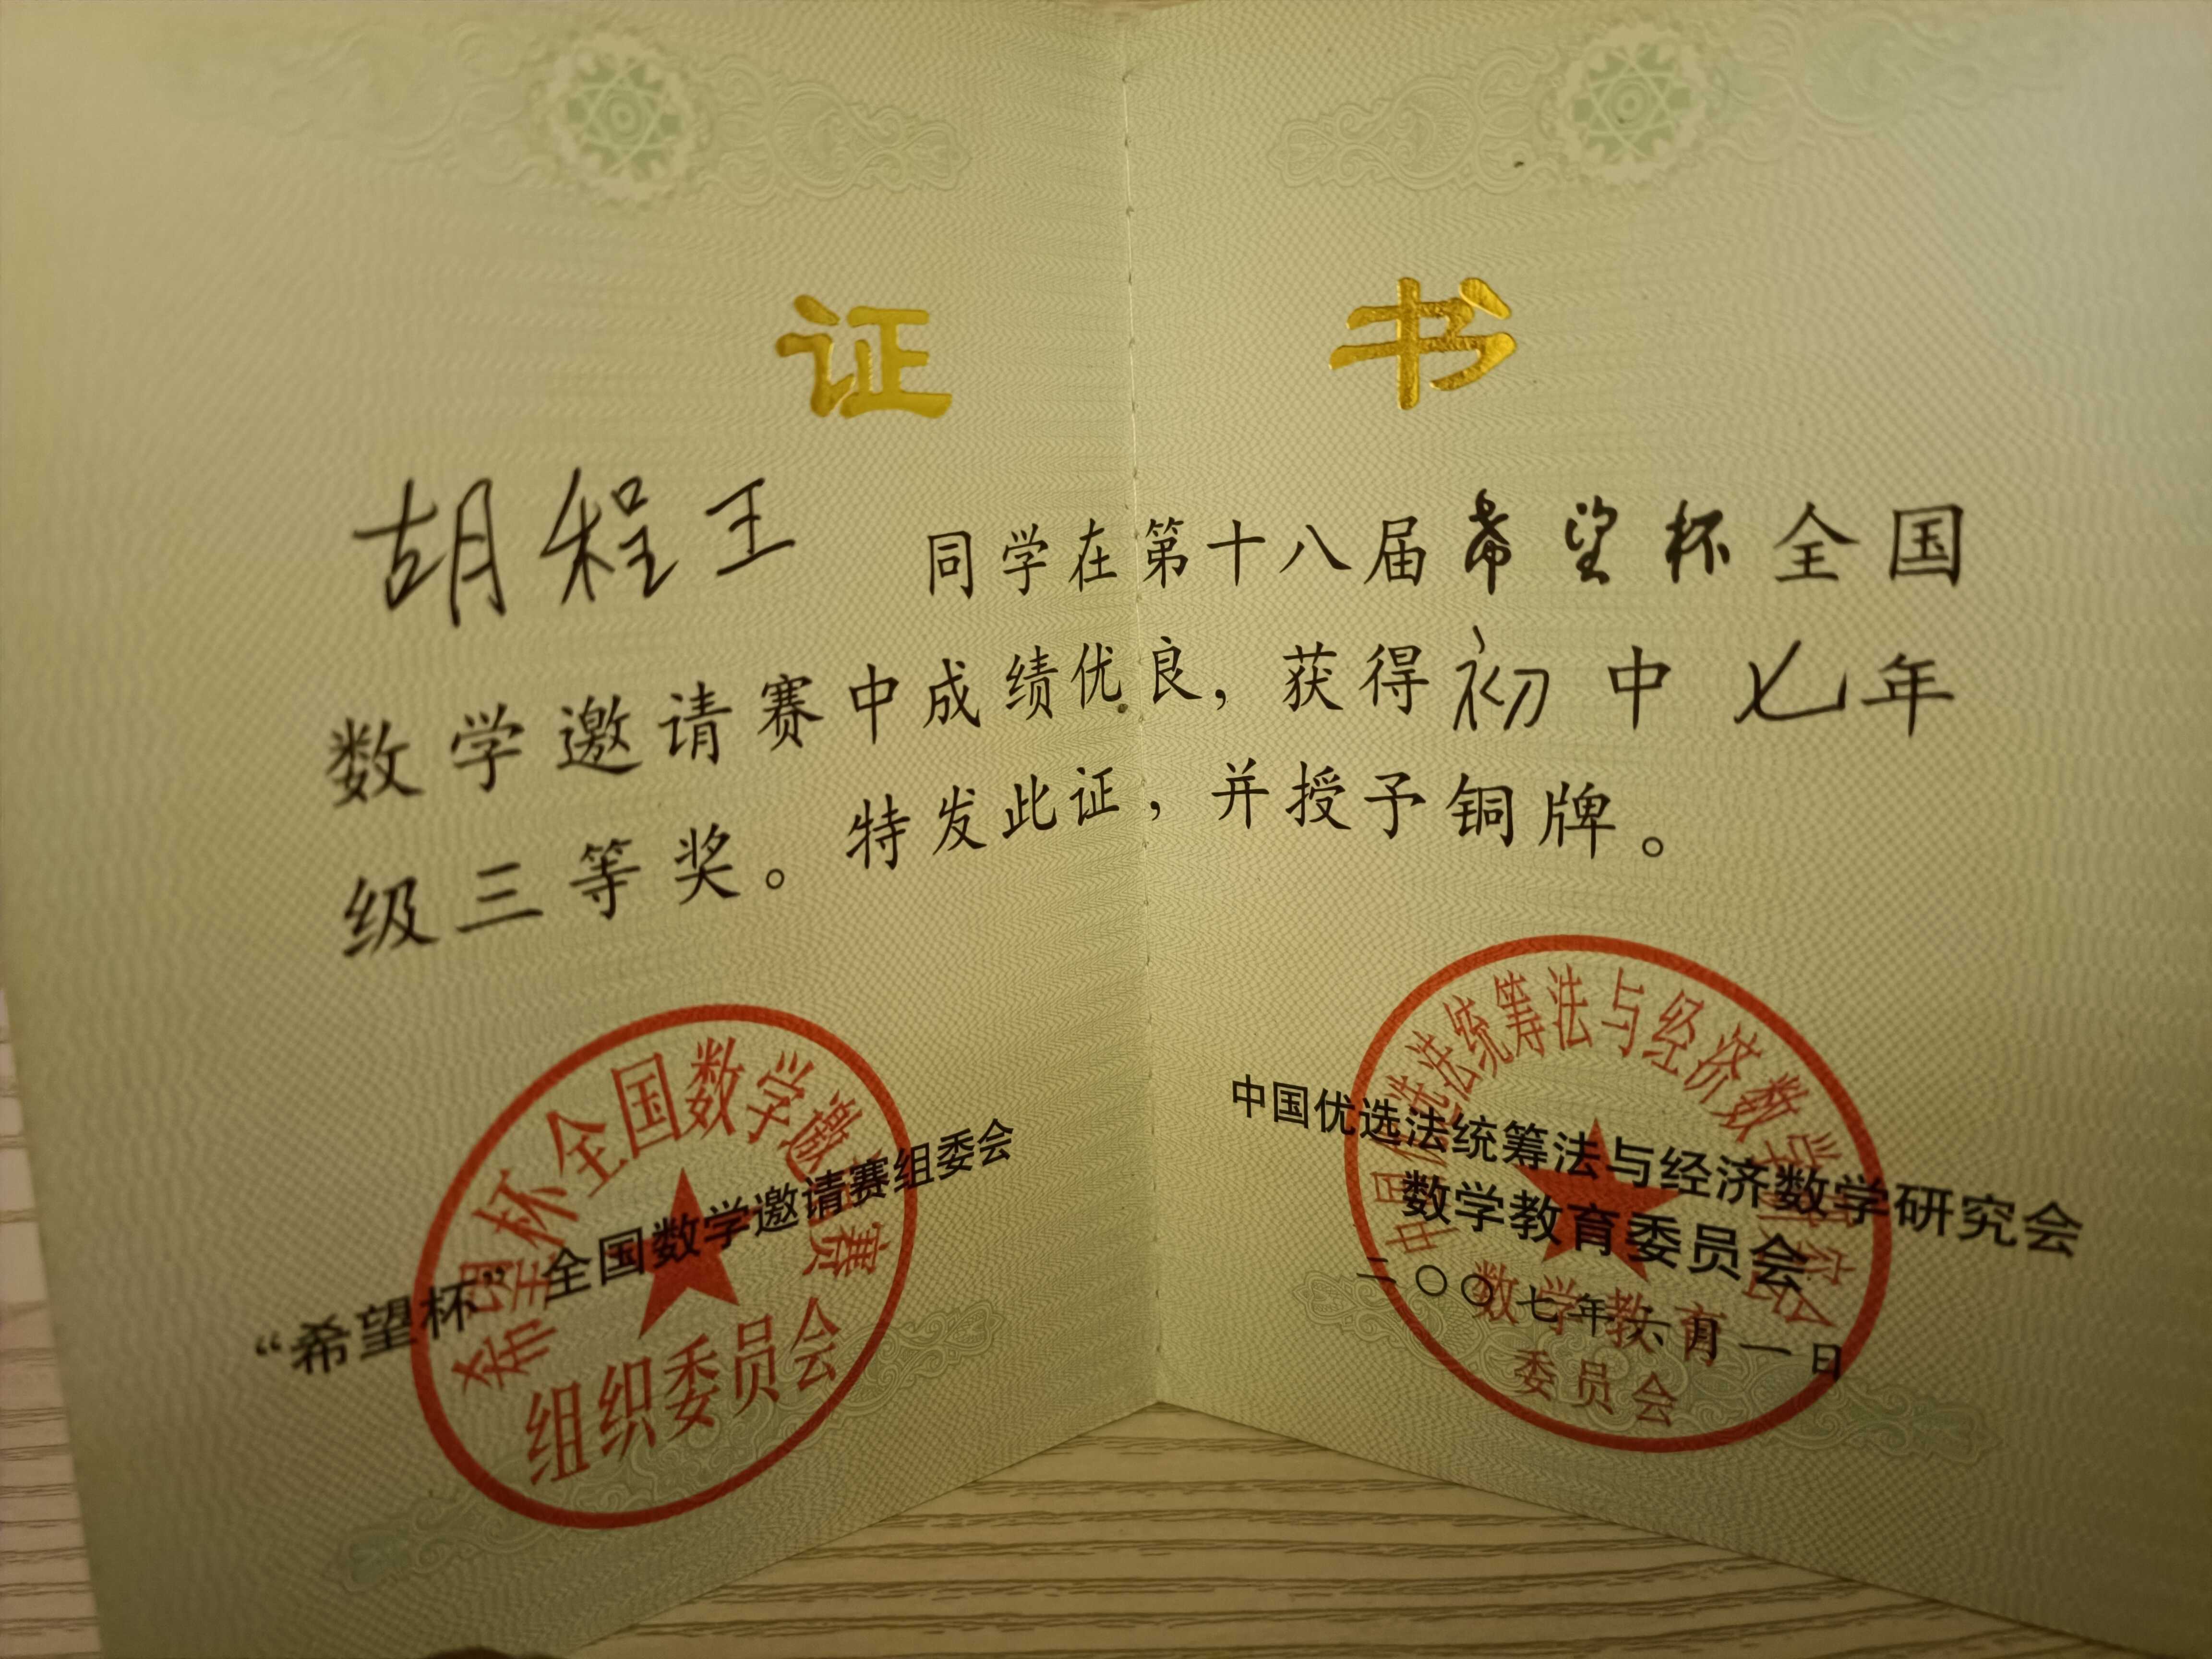 证书
胡程王 同学在第十八届希望杯全国
数学邀请赛中成绩优良，获得初中七年
级三等奖。特发此证，并授予铜牌。
“希望杯”全国数学邀请赛组委会
希望杯全国数学邀请赛
组织委员会
中国优选法统筹法与经济数学研究会
数学教育委员会
二〇〇七年六月一日
中国优选法统筹法与经济数学研究会
数学教育
委员会